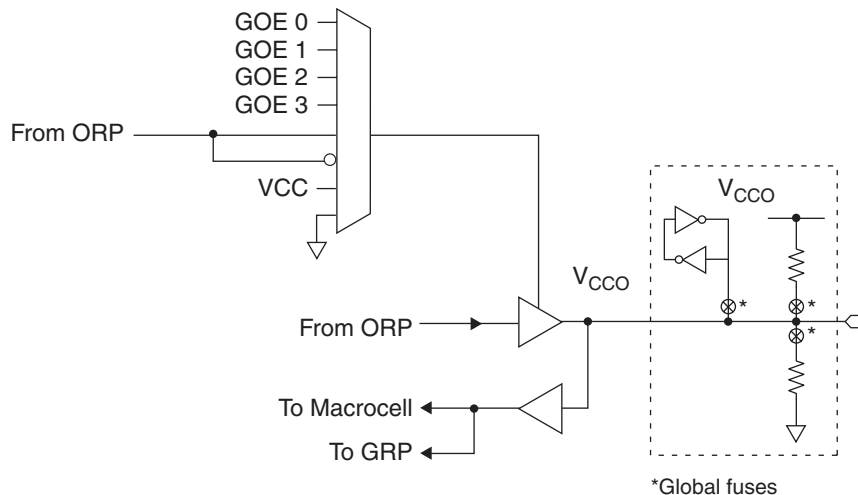 GOE 0
GOE 1
GOE 2
GOE 3
From ORP
VCC
VCCO
VCCO
*
*
*
From ORP
To Macrocell
To GRP
*Global fuses